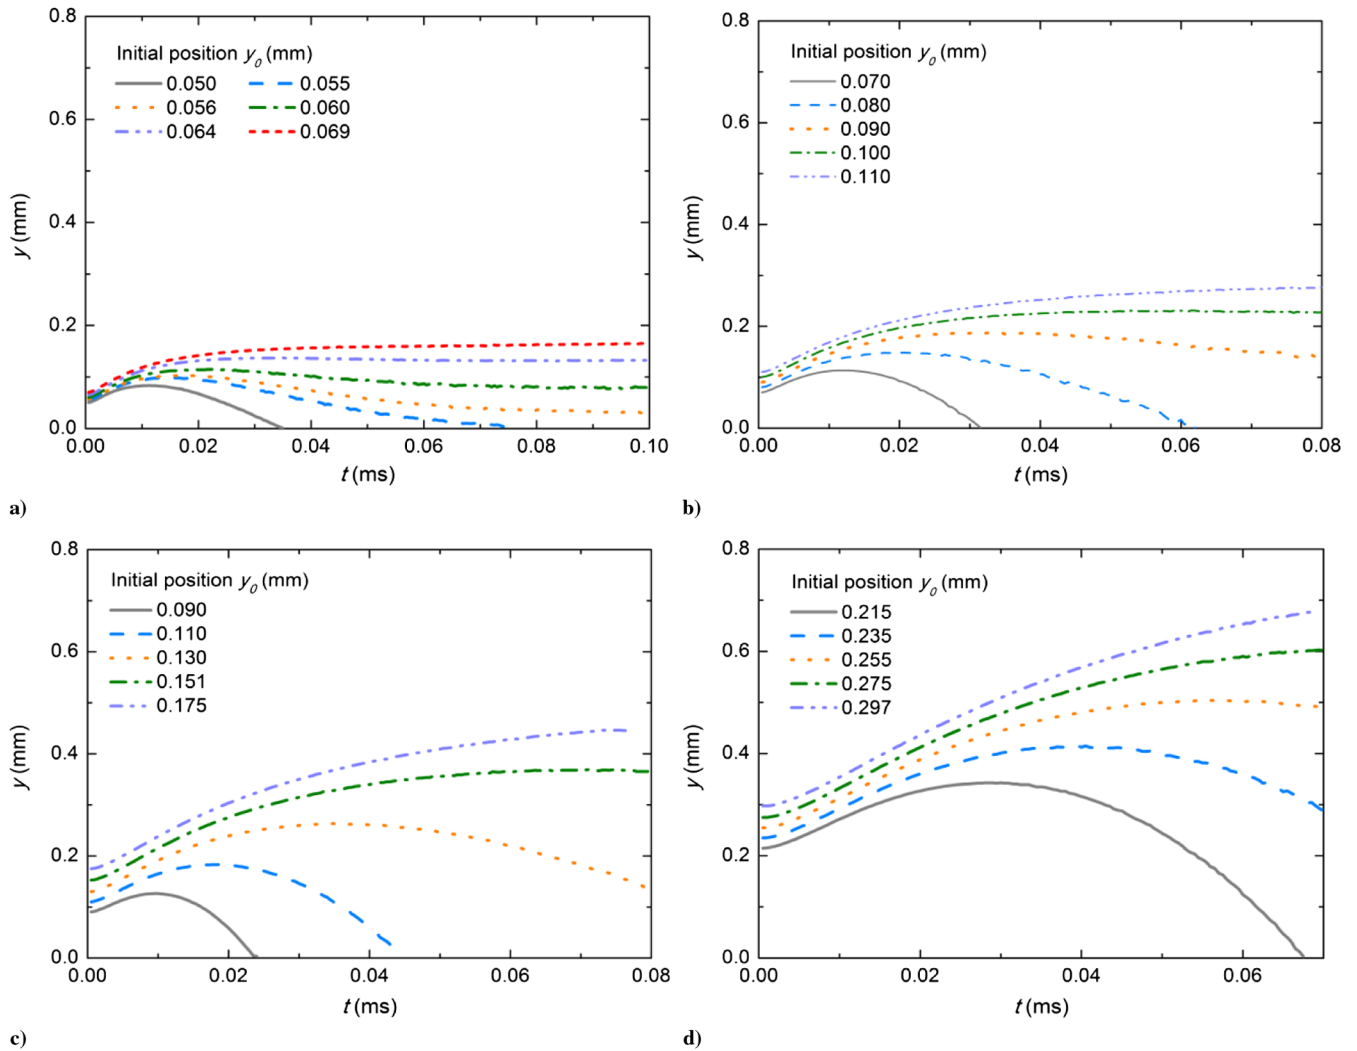 0.8
Initial position y0 (mm)
0.050 0.055
0.056 0.060
0.064 0.069
0.6
0.4
0.2
0.0
y (mm)
0.00 0.02 0.04 0.06 0.08 0.10
t (ms)
a)
0.8
Initial position y0 (mm)
0.070
0.080
0.090
0.100
0.110
0.6
0.4
0.2
0.0
y (mm)
0.00 0.02 0.04 0.06 0.08
t (ms)
b)
0.8
Initial position y0 (mm)
0.090
0.110
0.130
0.151
0.175
0.6
0.4
0.2
0.0
y (mm)
0.00 0.02 0.04 0.06 0.08
t (ms)
c)
0.8
Initial position y0 (mm)
0.215
0.235
0.255
0.275
0.297
0.6
0.4
0.2
0.0
y (mm)
0.00 0.02 0.04 0.06
t (ms)
d)